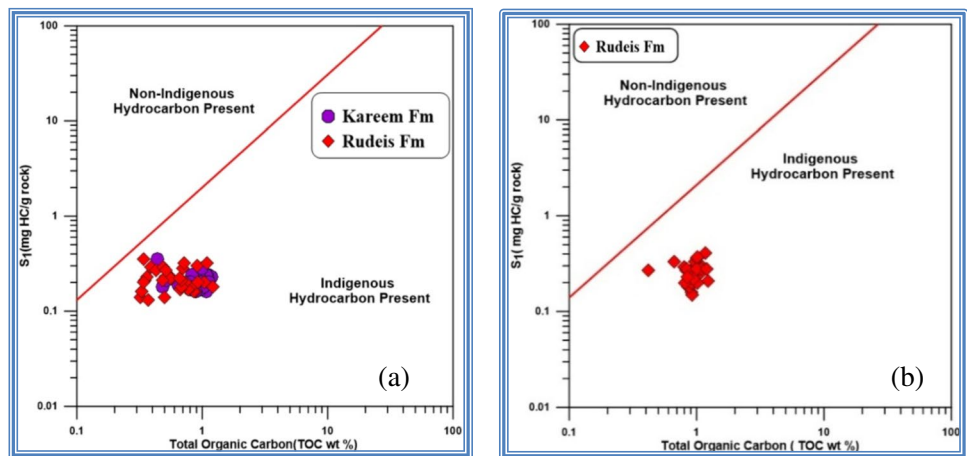 100
10
1
0.1
0.01
S1(mg HC/g rock)
Non-Indigenous
Hydrocarbon Present
Kareem Fm
Rudeis Fm
Indigenous
Hydrocarbon Present
(a)
0.1
1
10
100
Total Organic Carbon(TOC wt %)
100
10
1
0.1
0.01
S1( mg HC/g rock)
Rudeis Fm
Non-Indigenous
Hydrocarbon Present
Indigenous
Hydrocarbon Present
(b)
0.1
1
10
100
Total Organic Carbon ( TOC wt %)